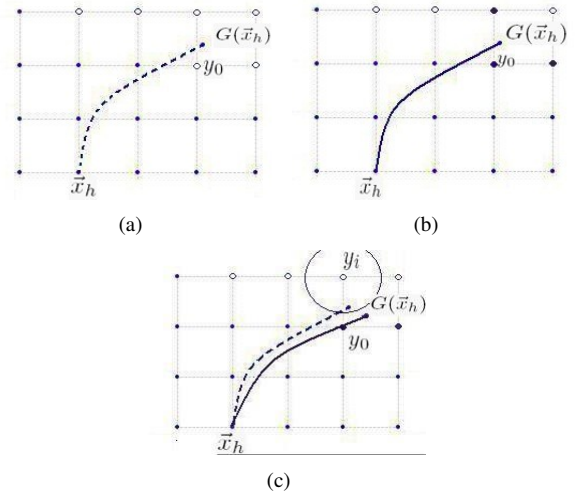 G(x⃗_h)
y_0
x⃗_h
(a)
G(x⃗_h)
y_0
x⃗_h
(b)
y_i
G(x⃗_h)
y_0
x⃗_h
(c)